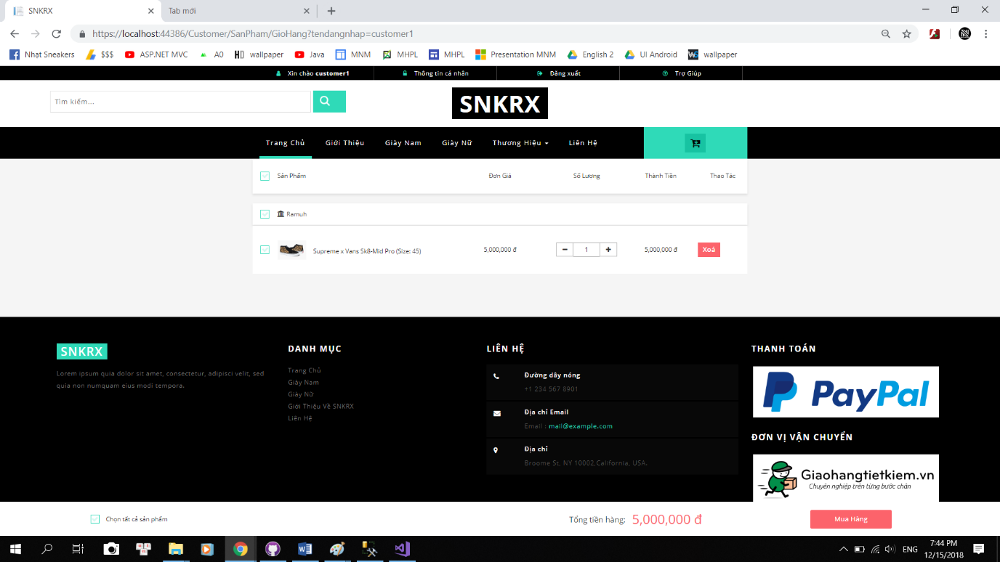 SNKRX
Tab mới
https://localhost:44386/Customer/SanPham/GioHang?tendangnhap=customer1
Nhat Sneakers
$$$
ASP.NET MVC
A0
wallpaper
Java
MNM
MHPL
MHPL
Presentation MNM
English 2
UI Android
wallpaper
Xin chào customer1
Thông tin cá nhân
Đăng xuất
Trợ Giúp
Tìm kiếm...
SNKRX
Trang Chủ
Giới Thiệu
Giày Nam
Giày Nữ
Thương Hiệu
Liên Hệ
Sản Phẩm
Đơn Giá
Số Lượng
Thành Tiền
Thao Tác
Ramuh
Supreme x Vans Sk8-Mid Pro (Size: 45)
5,000,000 đ
1
5,000,000 đ
Xoá
SNKRX
Lorem ipsum quia dolor sit amet, consectetur, adipisci velit, sed
quia non numquam eius modi tempora.
DANH MỤC
Trang Chủ
Giày Nam
Giày Nữ
Giới Thiệu Về SNKRX
Liên Hệ
LIÊN HỆ
Đường dây nóng
+1 234 567 8901
Địa chỉ Email
Email : mail@example.com
Địa chỉ
Broome St, NY 10002,California, USA.
THANH TOÁN
PayPal
ĐƠN VỊ VẬN CHUYỂN
Giaohangtietkiem.vn
Chuyên nghiệp trên từng bước chân
Chọn tất cả sản phẩm
Tổng tiền hàng: 5,000,000 đ
Mua Hàng
ENG
7:44 PM
12/15/2018